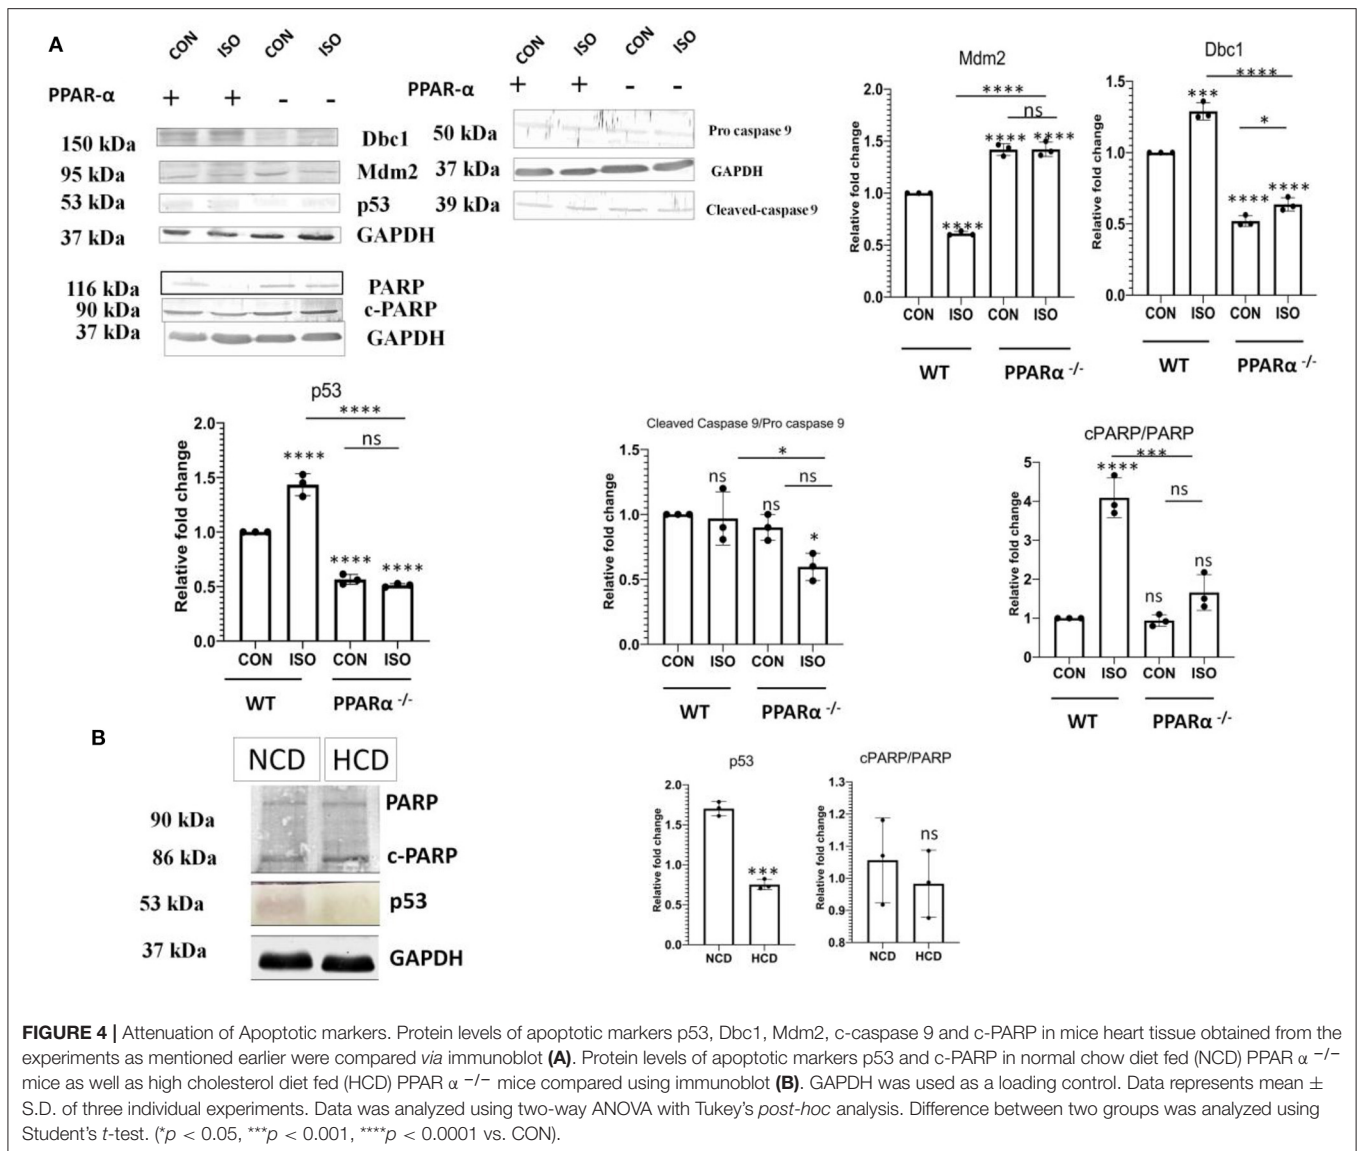 A
CON ISO CON ISO
PPAR-α + + - -
150 kDa Dbc1
95 kDa Mdm2
53 kDa p53
37 kDa GAPDH
116 kDa PARP
90 kDa c-PARP
37 kDa GAPDH
CON ISO CON ISO
PPAR-α + + - -
50 kDa Pro caspase 9
37 kDa GAPDH
39 kDa Cleaved-caspase 9
Mdm2
Relative fold change
2.0
1.5
1.0
0.5
0.0
****
ns
**** **** **** ****
CON ISO CON ISO
WT PPARα -/-
Dbc1
Relative fold change
1.5
1.0
0.5
0.0
****
***
*
**** ****
CON ISO CON ISO
WT PPARα -/-
p53
Relative fold change
2.0
1.5
1.0
0.5
0.0
****
ns
****
**** ****
CON ISO CON ISO
WT PPARα -/-
Cleaved Caspase 9/Pro caspase 9
Relative fold change
1.5
1.0
0.5
0.0
*
ns ns
ns
*
CON ISO CON ISO
WT PPARα -/-
cPARP/PARP
Relative fold change
5
4
2
1
0
***
****
ns
ns ns
CON ISO CON ISO
WT PPARα -/-
B
NCD HCD
PARP
90 kDa
86 kDa c-PARP
53 kDa p53
37 kDa GAPDH
p53
Relative fold change
2.0
1.5
1.0
0.5
0.0
***
NCD HCD
cPARP/PARP
Relative fold change
1.3
1.2
1.1
1.0
0.9
0.8
ns
NCD HCD
FIGURE 4 | Attenuation of Apoptotic markers. Protein levels of apoptotic markers p53, Dbc1, Mdm2, c-caspase 9 and c-PARP in mice heart tissue obtained from the
experiments as mentioned earlier were compared via immunoblot (A). Protein levels of apoptotic markers p53 and c-PARP in normal chow diet fed (NCD) PPAR α −/−
mice as well as high cholesterol diet fed (HCD) PPAR α −/− mice compared using immunoblot (B). GAPDH was used as a loading control. Data represents mean ±
S.D. of three individual experiments. Data was analyzed using two-way ANOVA with Tukey's post-hoc analysis. Difference between two groups was analyzed using
Student's t-test. (*p < 0.05, ***p < 0.001, ****p < 0.0001 vs. CON).